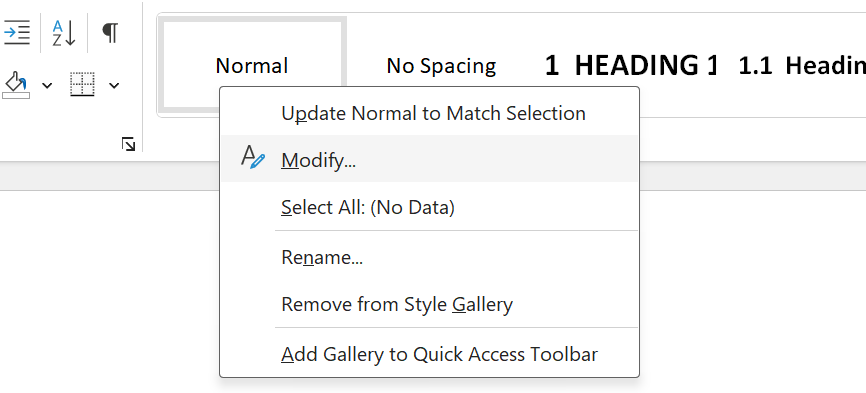 A
Z
¶
Normal
No Spacing
1 HEADING 1
1.1 Headin
Update Normal to Match Selection
Modify...
Select All: (No Data)
Rename...
Remove from Style Gallery
Add Gallery to Quick Access Toolbar